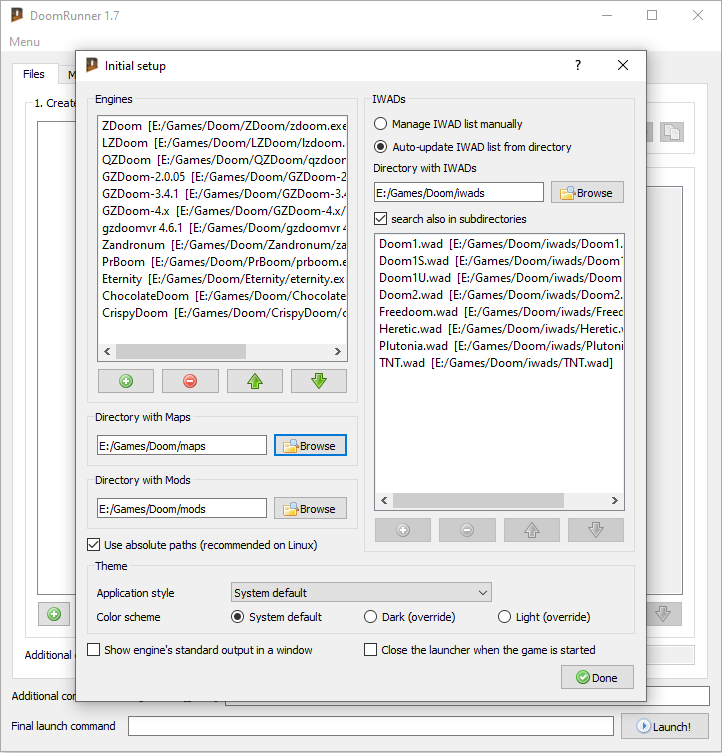 DoomRunner 1.7
Menu
Files
1. Create
Initial setup
?
Engines
ZDoom [E:/Games/Doom/ZDoom/zdoom.exe
LZDoom [E:/Games/Doom/LZDoom/lzdoom.
QZDoom [E:/Games/Doom/QZDoom/qzdoom
GZDoom-2.0.05 [E:/Games/Doom/GZDoom-2
GZDoom-3.4.1 [E:/Games/Doom/GZDoom-3.4
GZDoom-4.x [E:/Games/Doom/GZDoom-4.x/
gzdoomvr 4.6.1 [E:/Games/Doom/gzdoomvr 4
Zandronum [E:/Games/Doom/Zandronum/za
PrBoom [E:/Games/Doom/PrBoom/prboom.e
Eternity [E:/Games/Doom/Eternity/eternity.ex
ChocolateDoom [E:/Games/Doom/Chocolate
CrispyDoom [E:/Games/Doom/CrispyDoom/c
Directory with Maps
E:/Games/Doom/maps
Browse
Directory with Mods
E:/Games/Doom/mods
Browse
Use absolute paths (recommended on Linux)
IWADs
Manage IWAD list manually
Auto-update IWAD list from directory
Directory with IWADs
E:/Games/Doom/iwads
Browse
search also in subdirectories
Doom1.wad [E:/Games/Doom/iwads/Doom1.
Doom1S.wad [E:/Games/Doom/iwads/Doom1
Doom1U.wad [E:/Games/Doom/iwads/Doom
Doom2.wad [E:/Games/Doom/iwads/Doom2.
Freedoom.wad [E:/Games/Doom/iwads/Freed
Heretic.wad [E:/Games/Doom/iwads/Heretic.w
Plutonia.wad [E:/Games/Doom/iwads/Plutoni
TNT.wad [E:/Games/Doom/iwads/TNT.wad]
Theme
Application style
System default
Color scheme
System default
Dark (override)
Light (override)
Show engine's standard output in a window
Close the launcher when the game is started
Done
Additional
Additional
Final launch command
Launch!